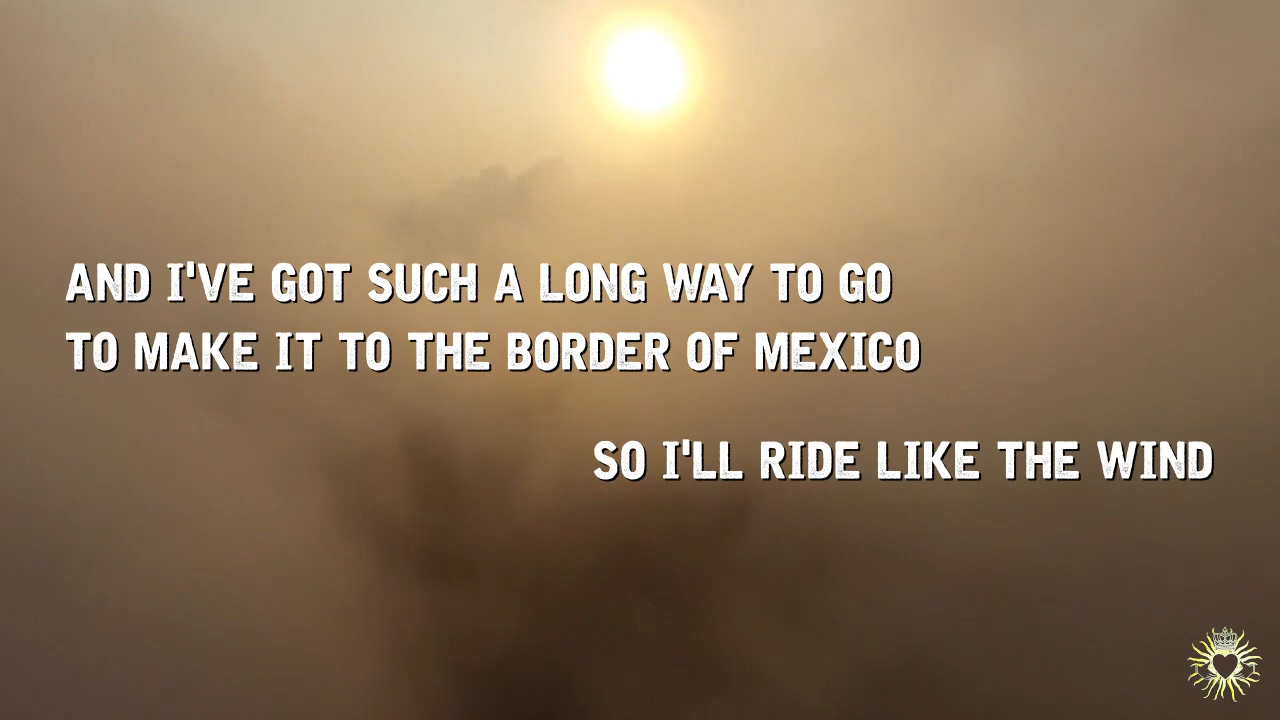 AND I'VE GOT SUCH A LONG WAY TO GO
TO MAKE IT TO THE BORDER OF MEXICO
SO I'LL RIDE LIKE THE WIND